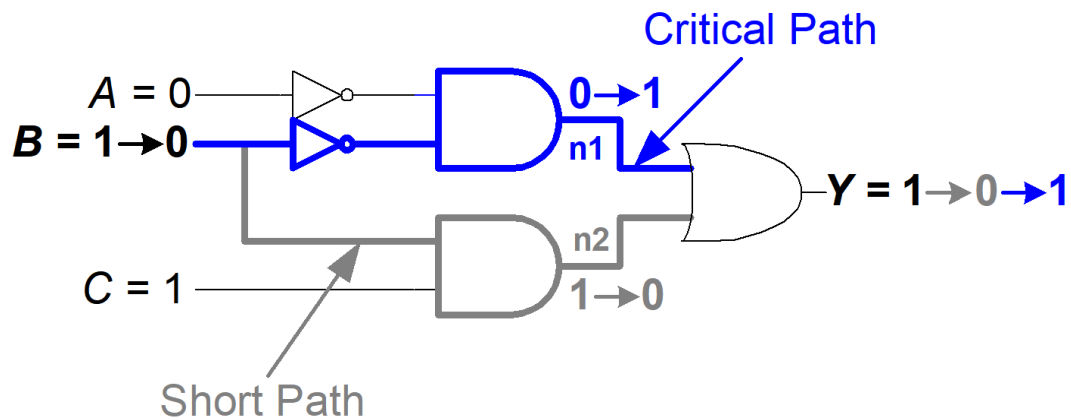 Critical Path
A = 0
0→1
B = 1→0
n1
Y = 1→0→1
n2
C = 1
1→0
Short Path